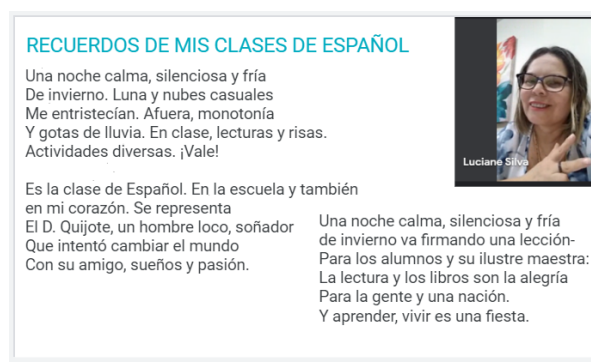 RECUERDOS DE MIS CLASES DE ESPAÑOL
Una noche calma, silenciosa y fría
De invierno. Luna y nubes casuales
Me entristecían. Afuera, monotonía
Y gotas de lluvia. En clase, lecturas y risas.
Actividades diversas. ¡Vale!
Es la clase de Español. En la escuela y también
en mi corazón. Se representa
El D. Quijote, un hombre loco, soñador
Que intentó cambiar el mundo
Con su amigo, sueños y pasión.
Una noche calma, silenciosa y fría
de invierno va firmando una lección-
Para los alumnos y su ilustre maestra:
La lectura y los libros son la alegría
Para la gente y una nación.
Y aprender, vivir es una fiesta.
Luciane Silva